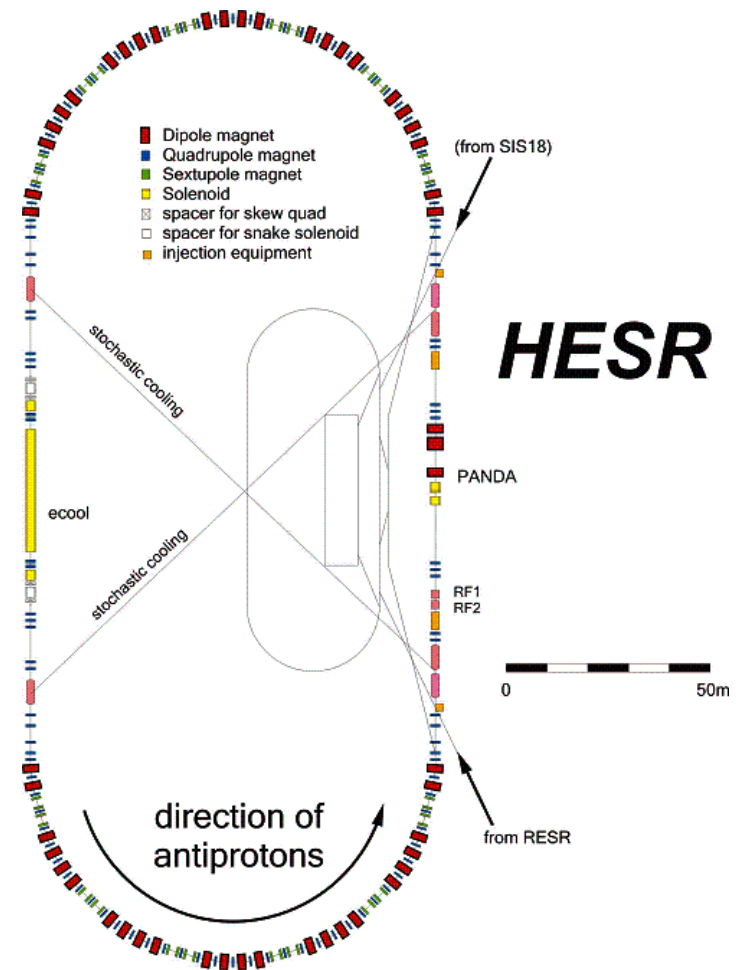 Dipole magnet
Quadrupole magnet
Sextupole magnet
Solenoid
spacer for skew quad
spacer for snake solenoid
injection equipment
(from SIS18)
HESR
stochastic cooling
ecool
stochastic cooling
PANDA
RF1
RF2
0
50m
direction of
antiprotons
from RESR